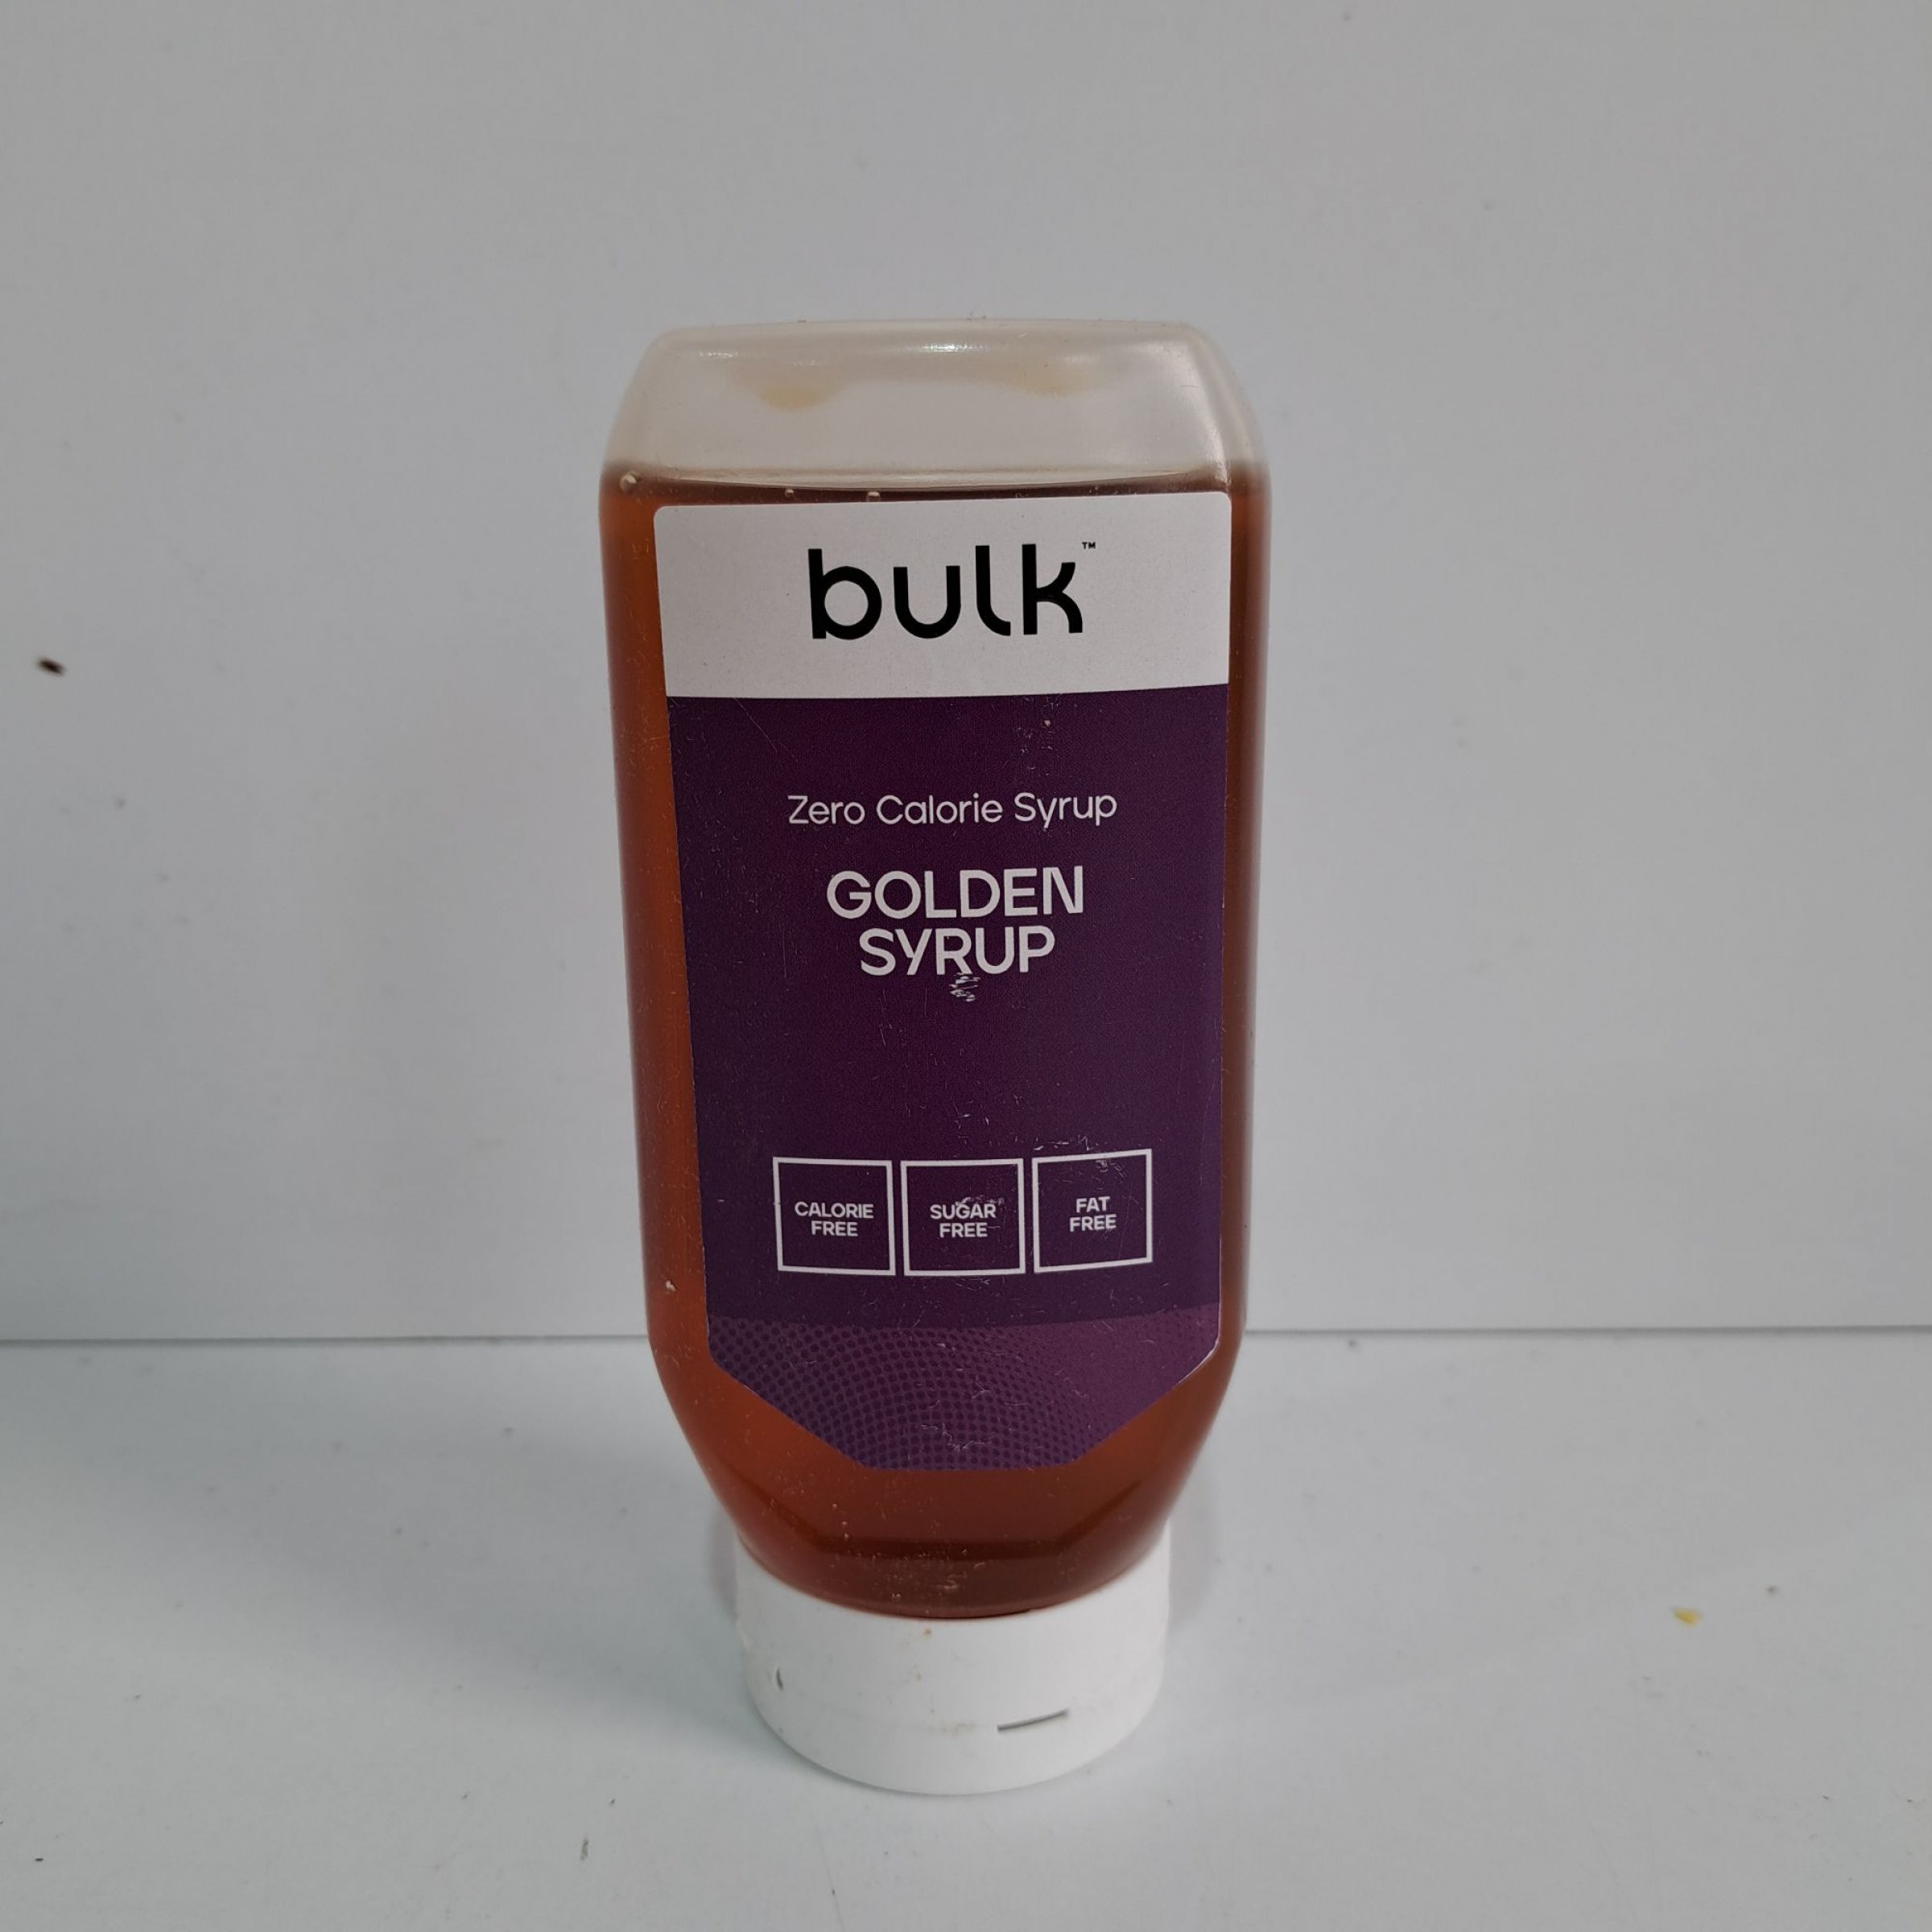 bulk™
Zero Calorie Syrup
GOLDEN
SYRUP
CALORIE
FREE
SUGAR
FREE
FAT
FREE